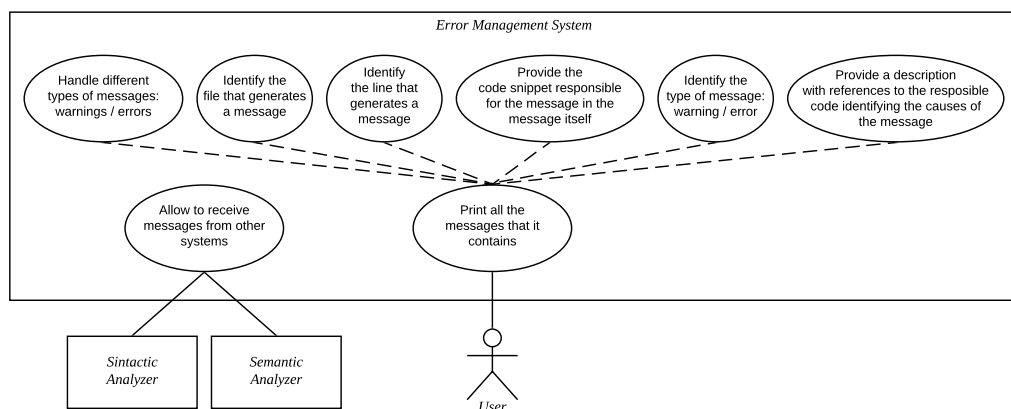 Error Management System
Handle different
types of messages:
warnings / errors
Identify the
file that generates
a message
Identify
the line that
generates a
message
Provide the
code snippet responsible
for the message in the
message itself
Identify the
type of message:
warning / error
Provide a description
with references to the resposible
code identifying the causes of
the message
Allow to receive
messages from other
systems
Print all the
messages that it
contains
Sintactic
Analyzer
Semantic
Analyzer
User